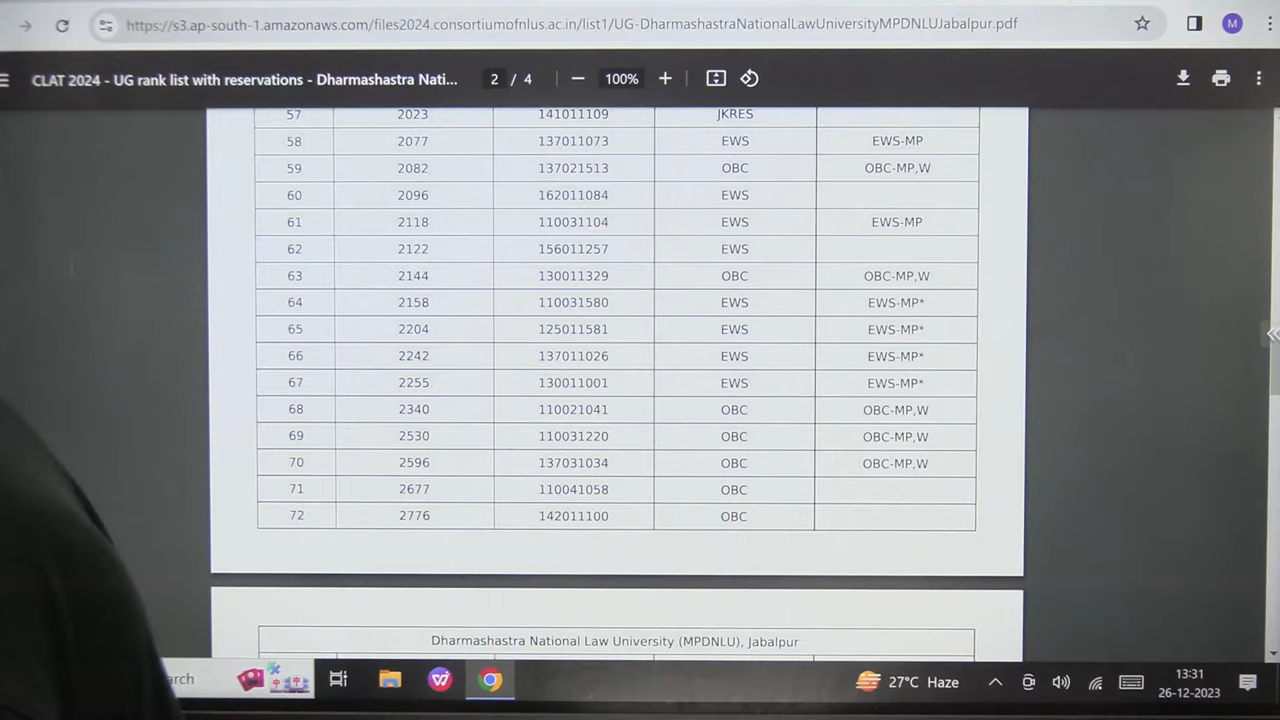 https://s3.ap-south-1.amazonaws.com/files2024.consortiumofnlus.ac.in/list1/UG-DharmashastraNationalLawUniversityMPDNLUJabalpur.pdf
M
CLAT 2024 - UG rank list with reservations - Dharmashastra Nati... 2 / 4 100%
57 2023 141011109 JKRES
58 2077 137011073 EWS EWS-MP
59 2082 137021513 OBC OBC-MP,W
60 2096 162011084 EWS
61 2118 110031104 EWS EWS-MP
62 2122 156011257 EWS
63 2144 130011329 OBC OBC-MP,W
64 2158 110031580 EWS EWS-MP*
65 2204 125011581 EWS EWS-MP*
66 2242 137011026 EWS EWS-MP*
67 2255 130011001 EWS EWS-MP*
68 2340 110021041 OBC OBC-MP,W
69 2530 110031220 OBC OBC-MP,W
70 2596 137031034 OBC OBC-MP,W
71 2677 110041058 OBC
72 2776 142011100 OBC
Dharmashastra National Law University (MPDNLU), Jabalpur
arch 27°C Haze 13:31
26-12-2023